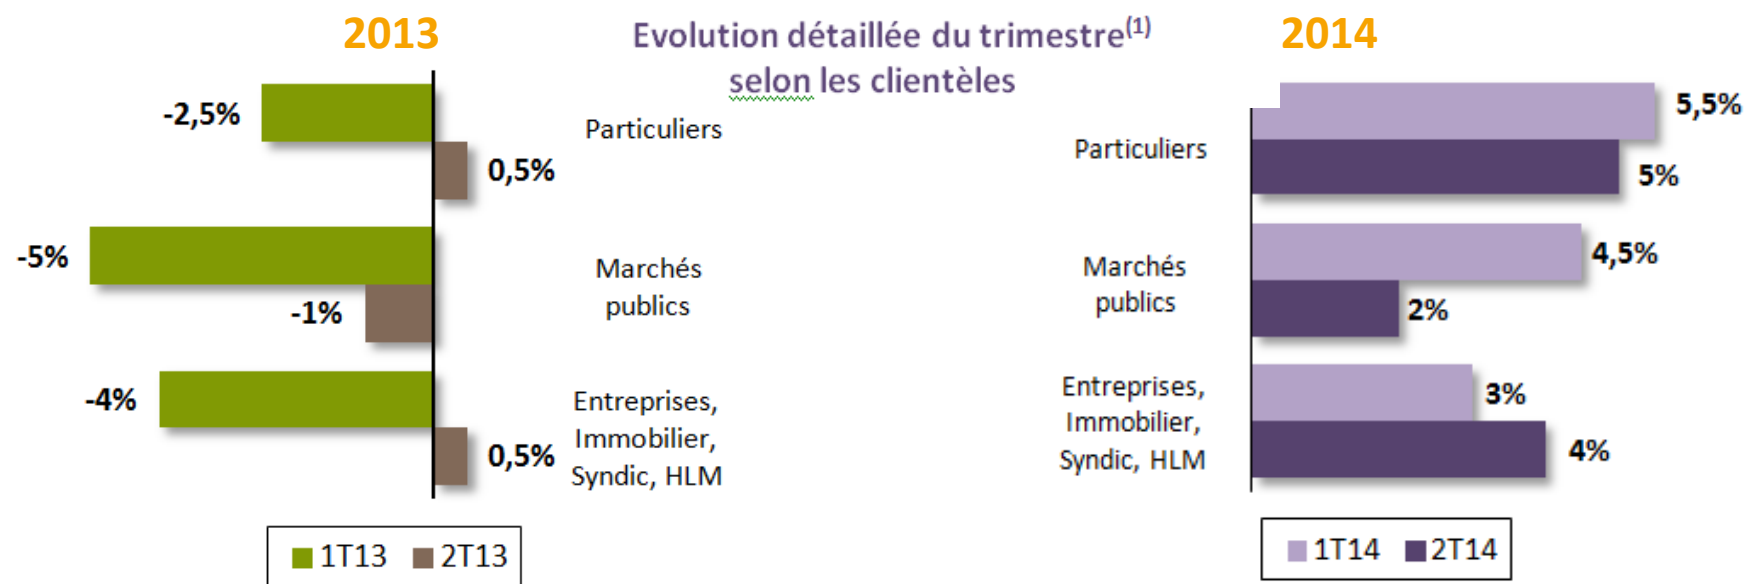 2013
Evolution détaillée du trimestre(1)
selon les clientèles
2014
-2,5%
0,5%
Particuliers
-5%
-1%
Marchés
publics
-4%
0,5%
Entreprises,
Immobilier,
Syndic, HLM
1T13 2T13
Particuliers
5,5%
5%
Marchés
publics
4,5%
2%
Entreprises,
Immobilier,
Syndic, HLM
3%
4%
1T14 2T14